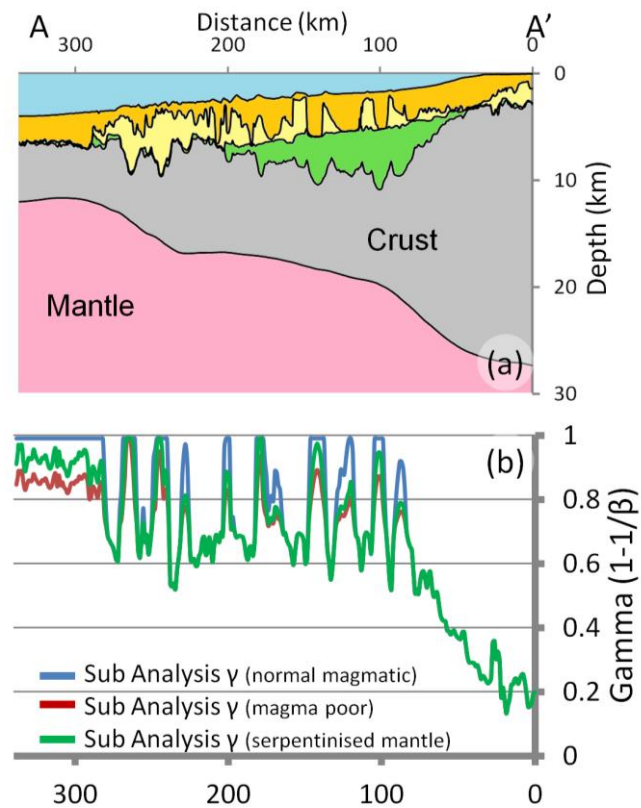 A Distance (km) A'
300 200 100 0
0
10
20
30
Depth (km)
Crust
Mantle
(a)
(b)
1
0.8
0.6
0.4
0.2
0
Gamma (1-1/β)
Sub Analysis γ (normal magmatic)
Sub Analysis γ (magma poor)
Sub Analysis γ (serpentinised mantle)
300 200 100 0